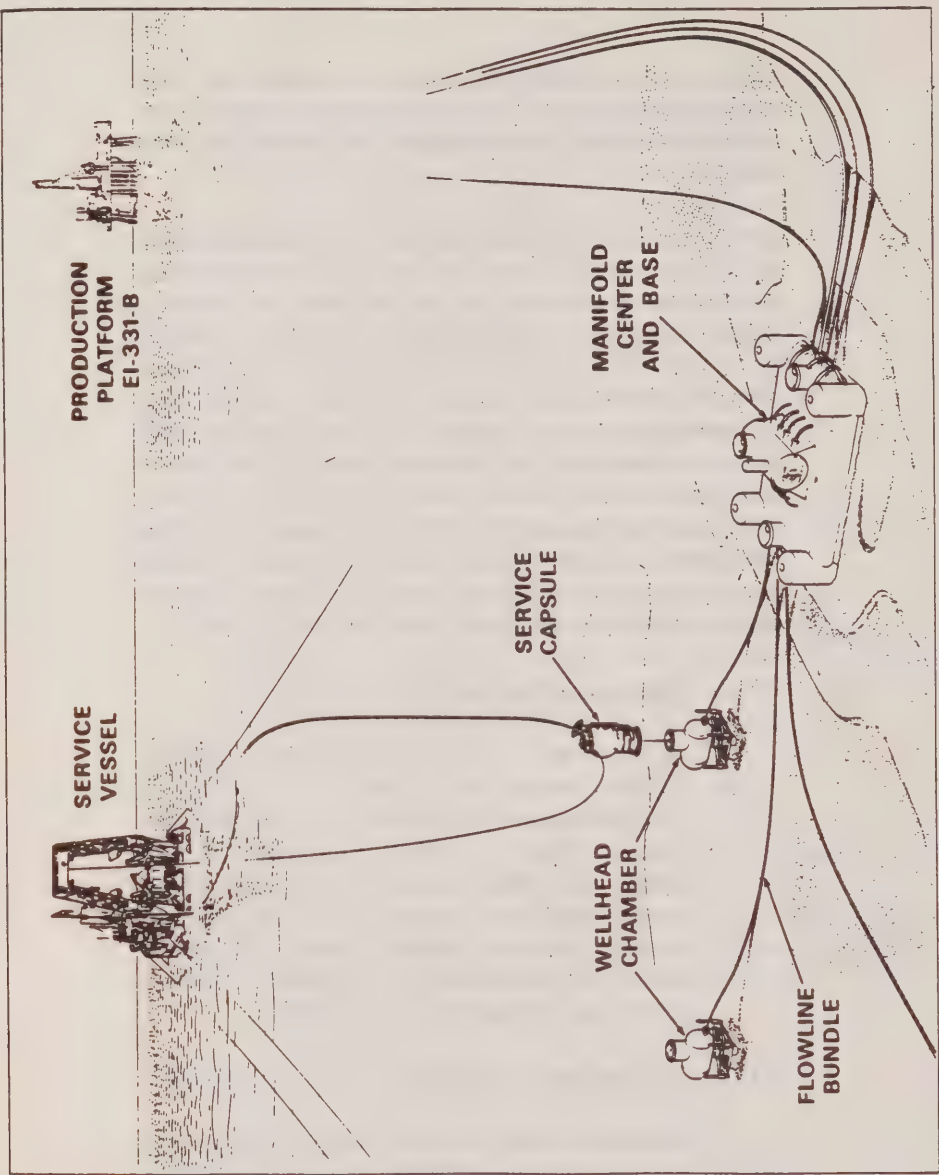 SERVICE
VESSEL
PRODUCTION
PLATFORM
EI-331-B
SERVICE
CAPSULE
MANIFOLD
CENTER
AND BASE
WELLHEAD
CHAMBER
FLOWLINE
BUNDLE